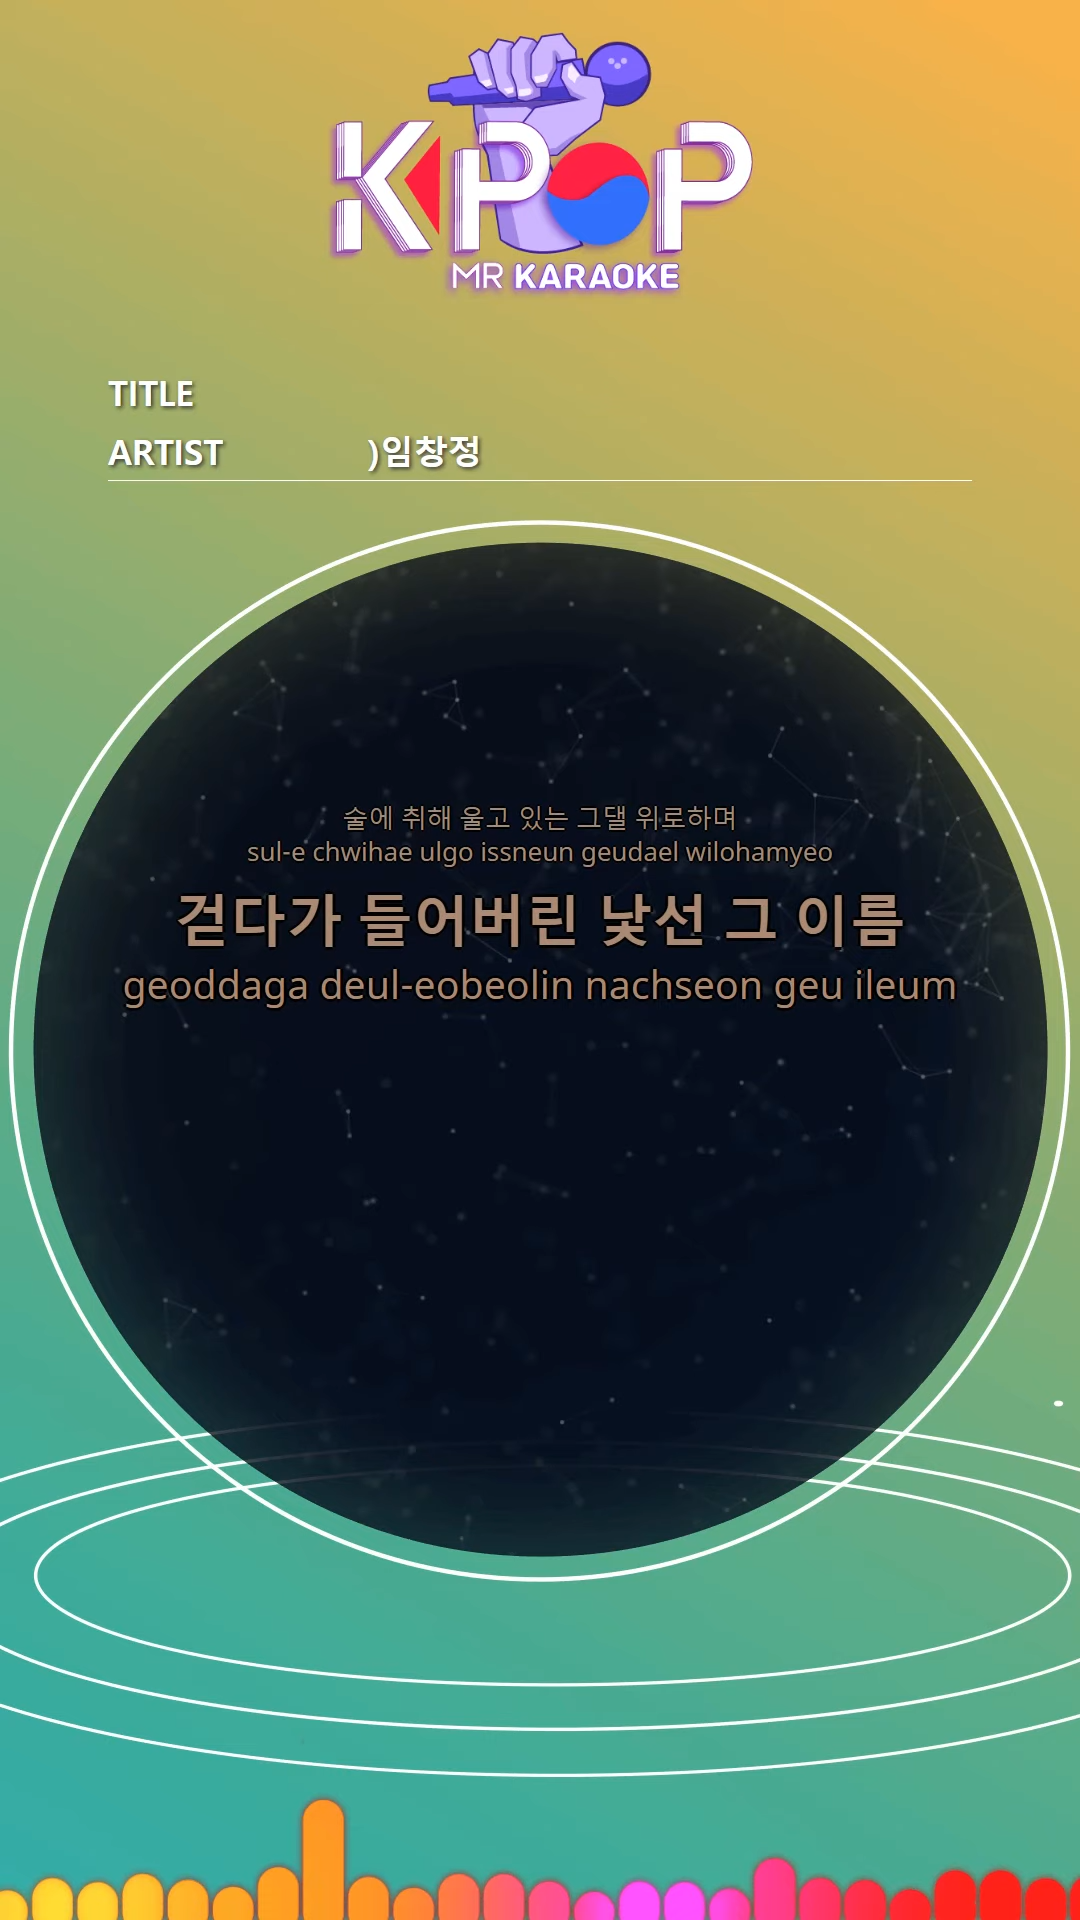 KPOP
MR KARAOKE
TITLE
ARTIST )임창정
술에 취해 울고 있는 그댈 위로하며
sul-e chwihae ulgo issneun geudael wilohamyeo
걷다가 들어버린 낯선 그 이름
geoddaga deul-eobeolin nachseon geu ileum